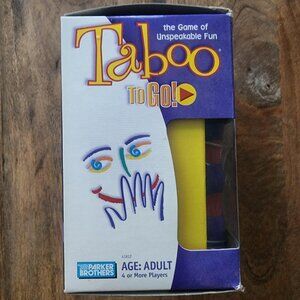 the Game of
Unspeakable Fun
Taboo
TO GO!
PARKER
BROTHERS
AGE: ADULT
4 or More Players